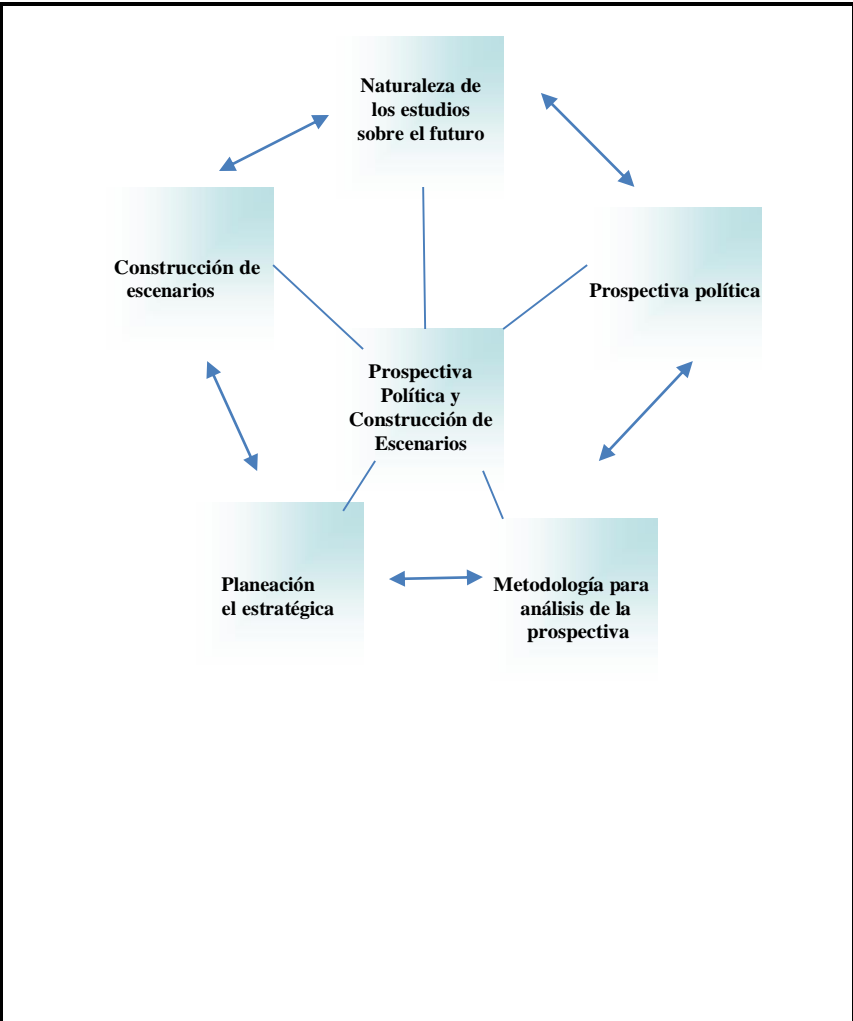 Naturaleza de
los estudios
sobre el futuro
Construcción de
escenarios
Prospectiva política
Prospectiva
Política y
Construcción de
Escenarios
Planeación
el estratégica
Metodología para
análisis de la
prospectiva